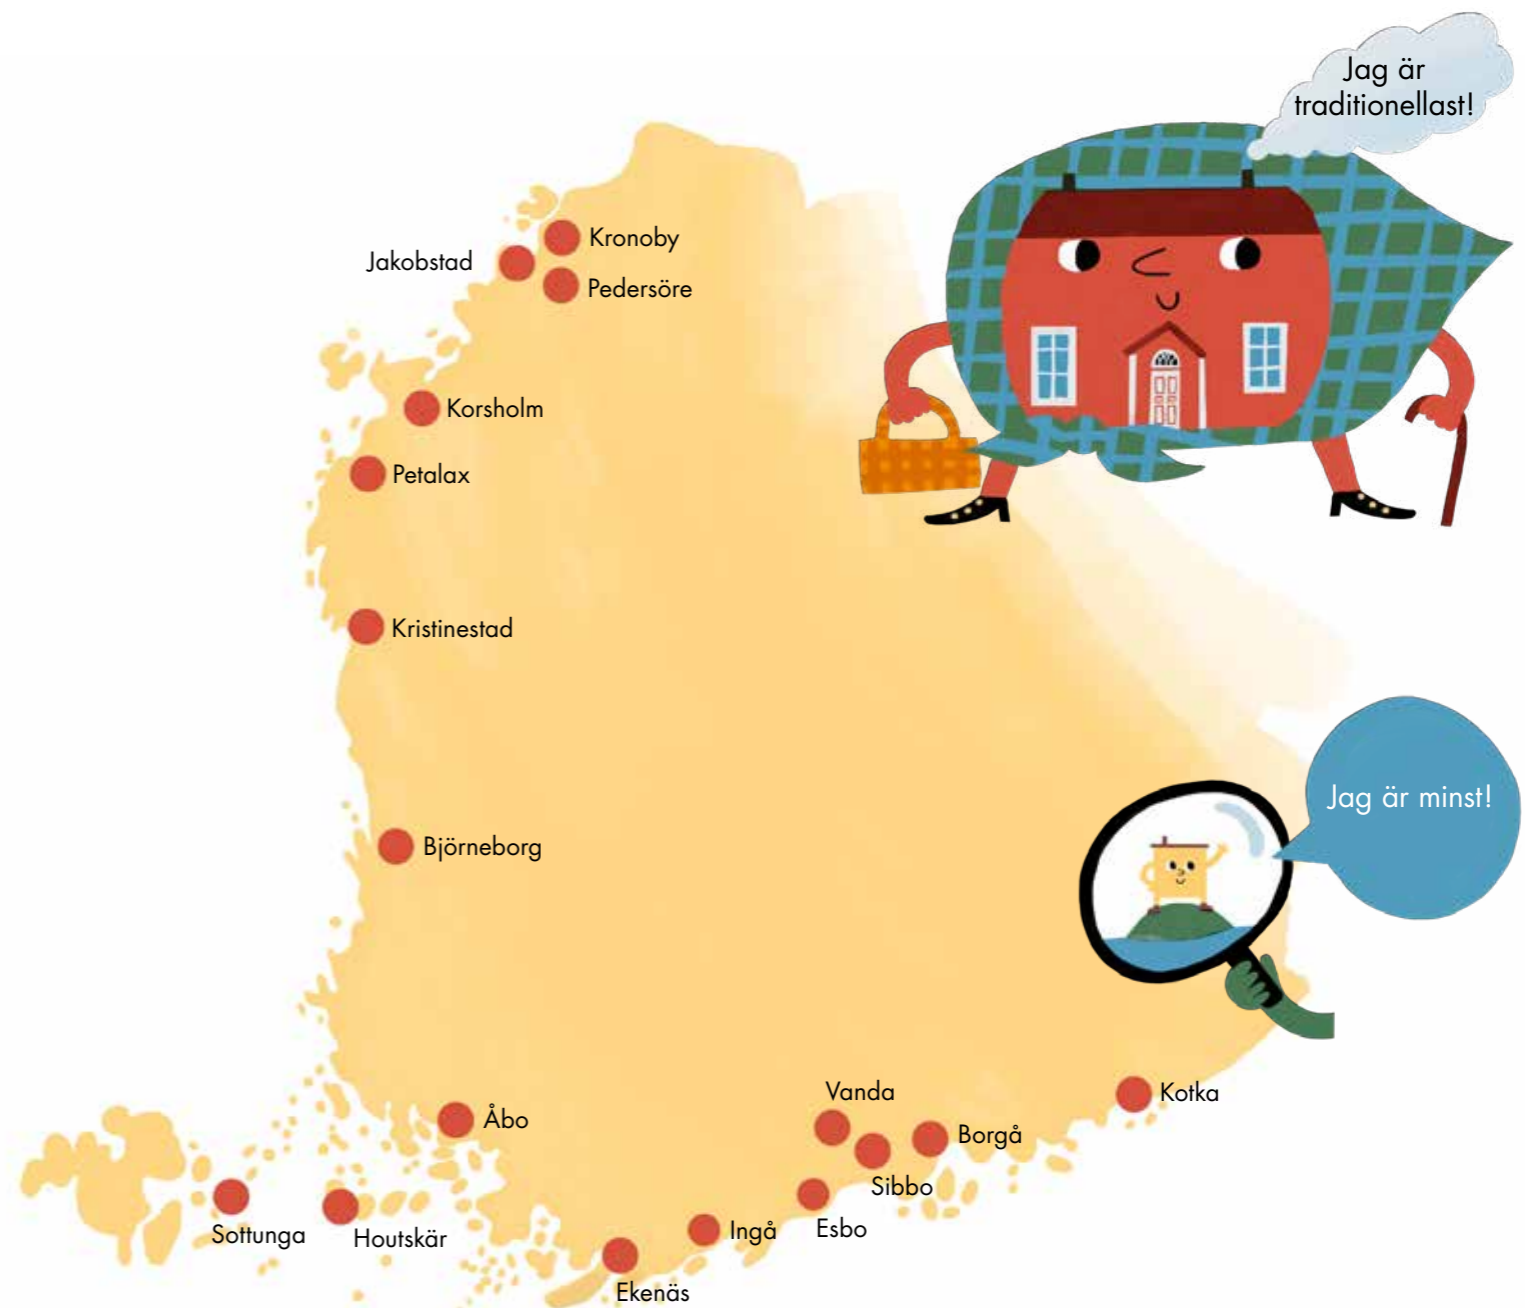 Jag är
traditionellast!
Kronoby
Jakobstad
Pedersöre
Korsholm
Petalax
Kristinestad
Jag är minst!
Björneborg
Vanda
Kotka
Åbo
Borgå
Sibbo
Sottunga
Houtskär
Ingå
Esbo
Ekenäs